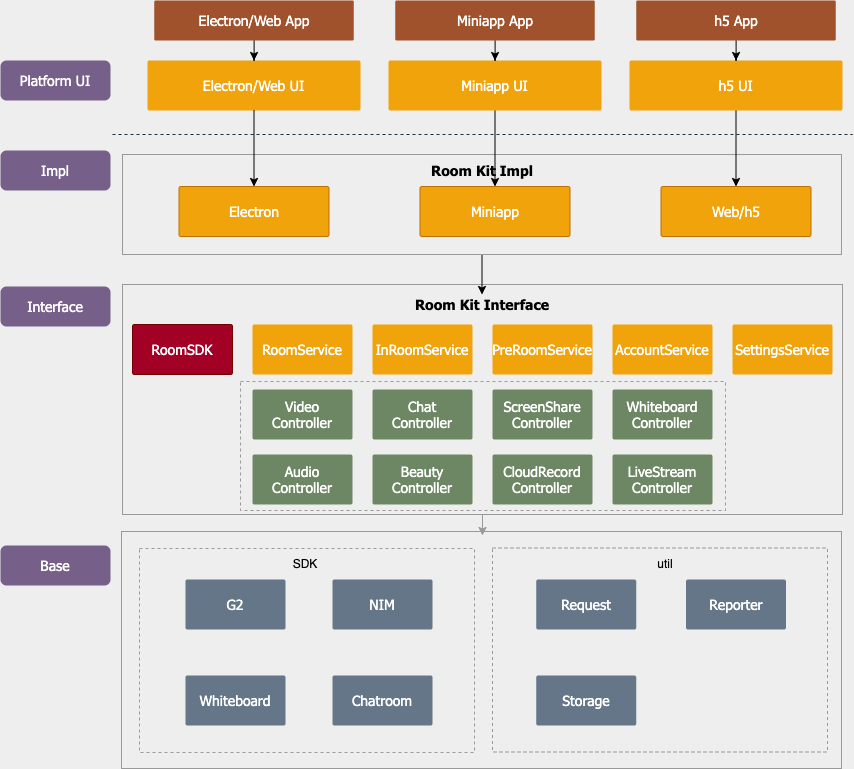 Electron/Web App
Miniapp App
h5 App
Platform UI
Electron/Web UI
Miniapp UI
h5 UI
Impl
Room Kit Impl
Electron
Miniapp
Web/h5
Interface
Room Kit Interface
RoomSDK
RoomService
InRoomService
PreRoomService
AccountService
SettingsService
Video
Controller
Chat
Controller
ScreenShare
Controller
Whiteboard
Controller
Audio
Controller
Beauty
Controller
CloudRecord
Controller
LiveStream
Controller
Base
SDK
G2
NIM
Whiteboard
Chatroom
util
Request
Reporter
Storage